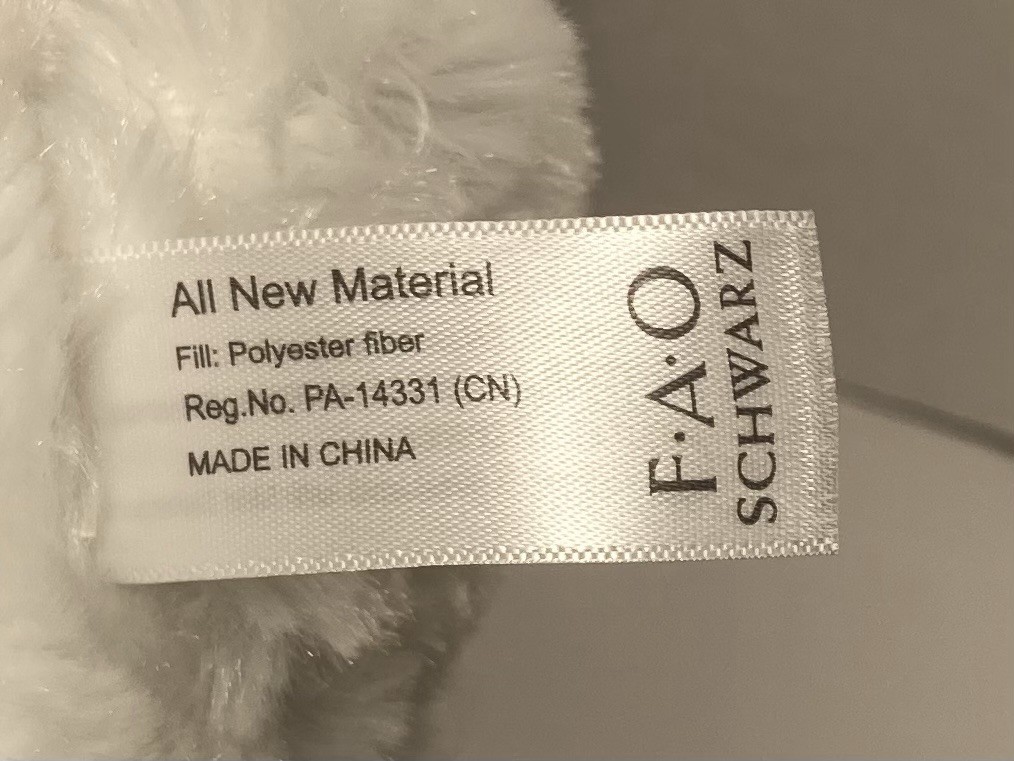 All New Material
Fill: Polyester fiber
Reg.No. PA-14331 (CN)
MADE IN CHINA
F·A·O
SCHWARZ